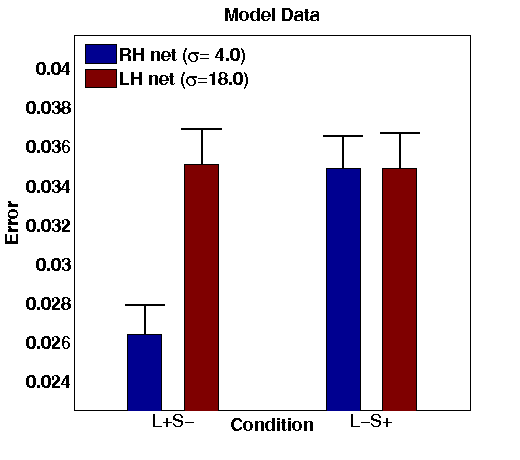 Model Data
RH net (σ= 4.0)
LH net (σ=18.0)
0.04
0.038
0.036
0.034
0.032
0.03
0.028
0.026
0.024
Error
L+S−
L−S+
Condition